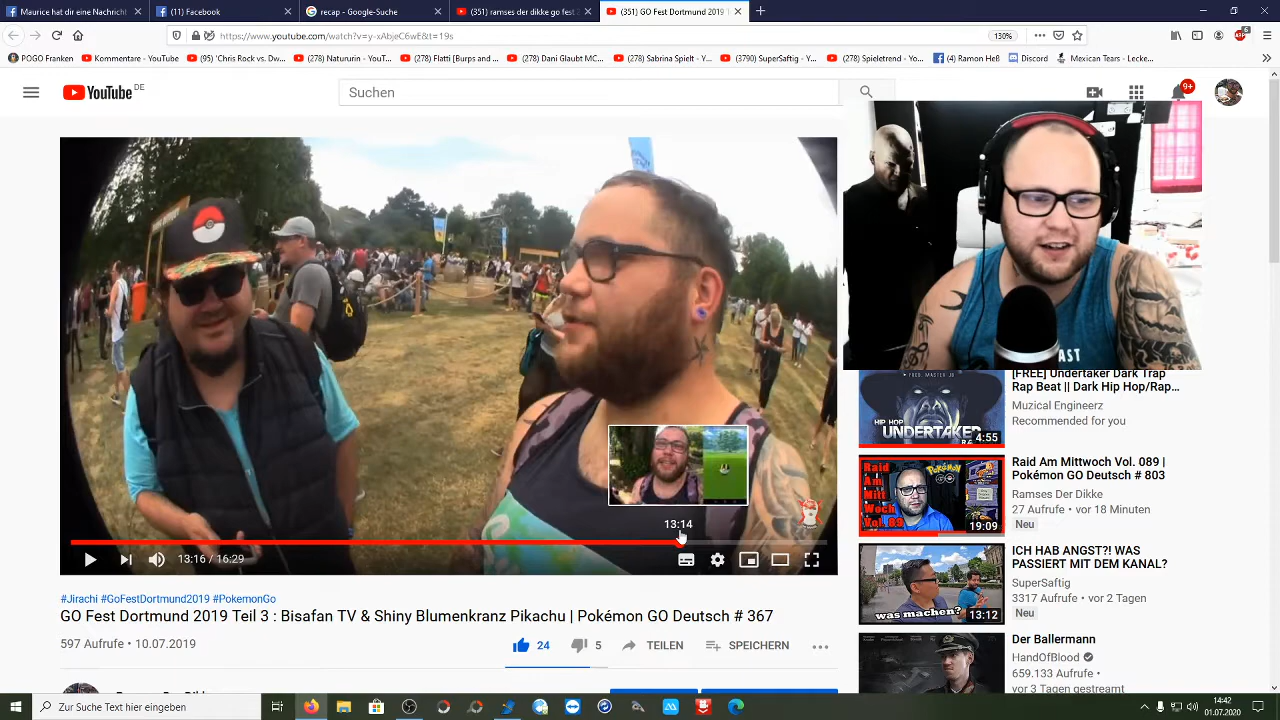 Maurice hat dir eine Nachricht
(11) Facebook
recap - Google-Suche
(351) ramses der dikke go fest
(351) GO Fest Dortmund 2019
https://www.youtube.com/watch?v=y-xAbjeC6wE&t=19s
130%
POGO Franken
Kommentare - YouTube
(95) 'Chris Rock vs. Dw...
(278) Natururin - YouT...
(278) Flatti [Burps and ...
(278) Dani Glaubt MC...
(278) Sabrina Spielt - Y...
(3790) SuperSäftig - Y...
(278) Spieletrend - Yo...
(4) Ramon Heß
Discord
Mexican Tears - Lecke...
YouTube DE
Suchen
9+
AST
13:14
13:16 / 16:29
#Jirachi #GoFestDortmund2019 #PokemonGo
GO Fest Dortmund 2019 Teil 3 : Bisafan TV & Shiny Blumenkranz Pikachu | Pokémon GO Deutsch # 367
597 Aufrufe • 10.07.2019
24
5
TEILEN
SPEICHERN
HIP HOP
UNDERTAKER
4:55
[FREE] Undertaker Dark Trap
Rap Beat || Dark Hip Hop/Rap...
Muzical Engineerz
Recommended for you
Raid
Am
Mitt
Woch
Vol. 89
Pokémon GO
19:09
Raid Am Mittwoch Vol. 089 |
Pokémon GO Deutsch # 803
Ramses Der Dikke
27 Aufrufe • vor 18 Minuten
Neu
was machen?
13:12
ICH HAB ANGST?! WAS
PASSIERT MIT DEM KANAL?
SuperSaftig
3317 Aufrufe • vor 2 Tagen
Neu
Der Ballermann
HandOfBlood
659.133 Aufrufe •
vor 3 Tagen gestreamt
Zur Suche Text hier eingeben
14:42
01.07.2020